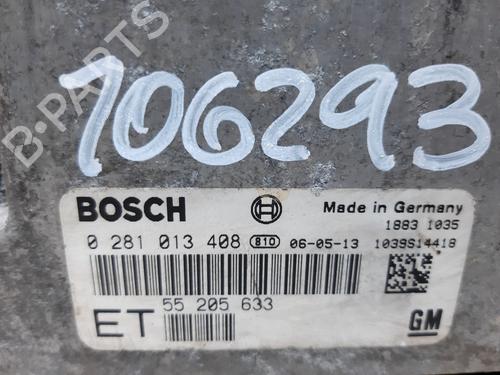 B-PARTS
706293
BOSCH Made in Germany
1883 1035
0 281 013 408 810 06-05-13 1039S14418
55 205 633
ET GM